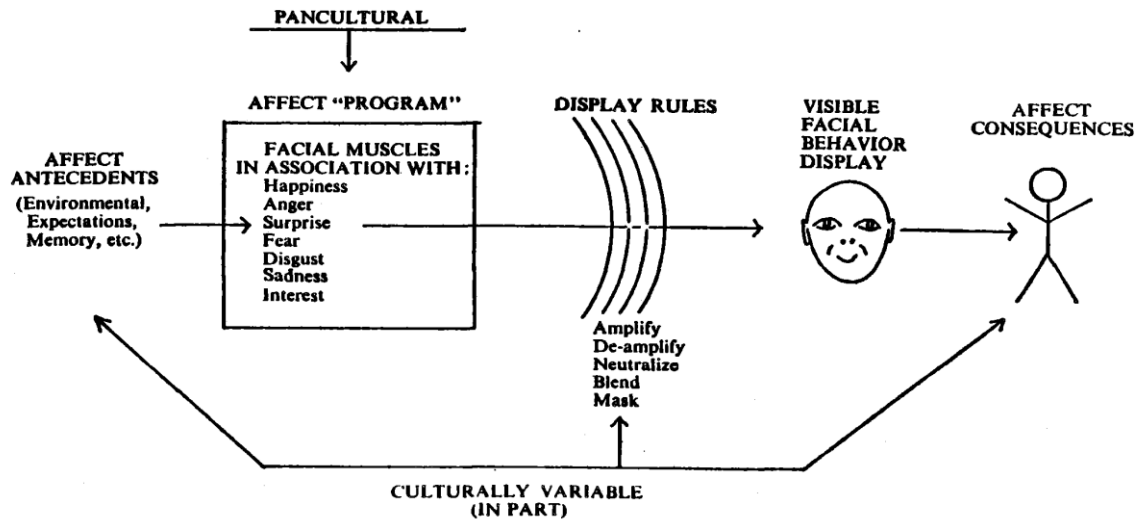 PANCULTURAL
AFFECT "PROGRAM"
FACIAL MUSCLES
IN ASSOCIATION WITH:
Happiness
Anger
Surprise
Fear
Disgust
Sadness
Interest
AFFECT
ANTECEDENTS
(Environmental,
Expectations,
Memory, etc.)
DISPLAY RULES
Amplify
De-amplify
Neutralize
Blend
Mask
VISIBLE
FACIAL
BEHAVIOR
DISPLAY
AFFECT
CONSEQUENCES
CULTURALLY VARIABLE
(IN PART)